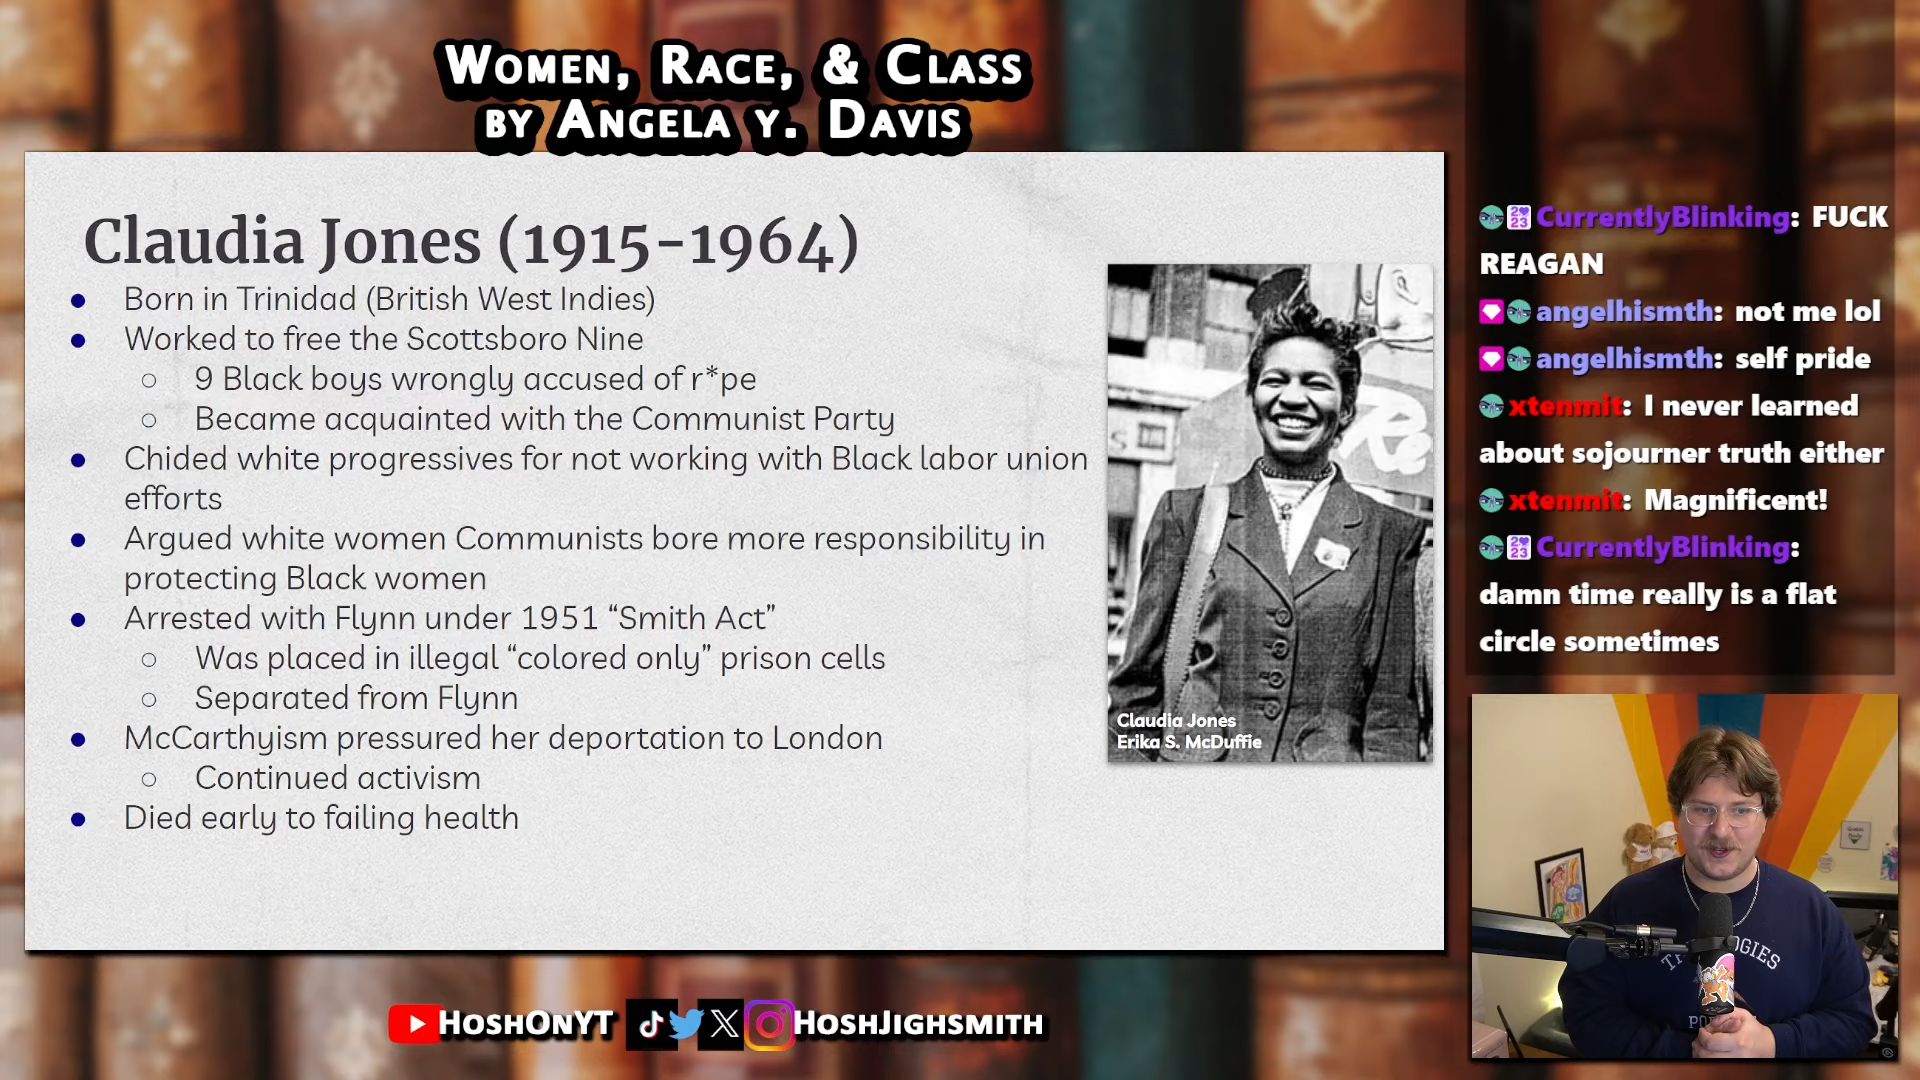 Women, Race, & Class
by Angela Y. Davis
Claudia Jones (1915-1964)
● Born in Trinidad (British West Indies)
● Worked to free the Scottsboro Nine
○ 9 Black boys wrongly accused of r*pe
○ Became acquainted with the Communist Party
● Chided white progressives for not working with Black labor union
efforts
● Argued white women Communists bore more responsibility in
protecting Black women
● Arrested with Flynn under 1951 “Smith Act”
○ Was placed in illegal “colored only” prison cells
○ Separated from Flynn
● McCarthyism pressured her deportation to London
○ Continued activism
● Died early to failing health
Re
Claudia Jones
Erika S. McDuffie
CurrentlyBlinking: FUCK
REAGAN
angelhismth: not me lol
angelhismth: self pride
xtenmit: I never learned
about sojourner truth either
xtenmit: Magnificent!
CurrentlyBlinking:
damn time really is a flat
circle sometimes
HoshOnYT
HoshJighsmith